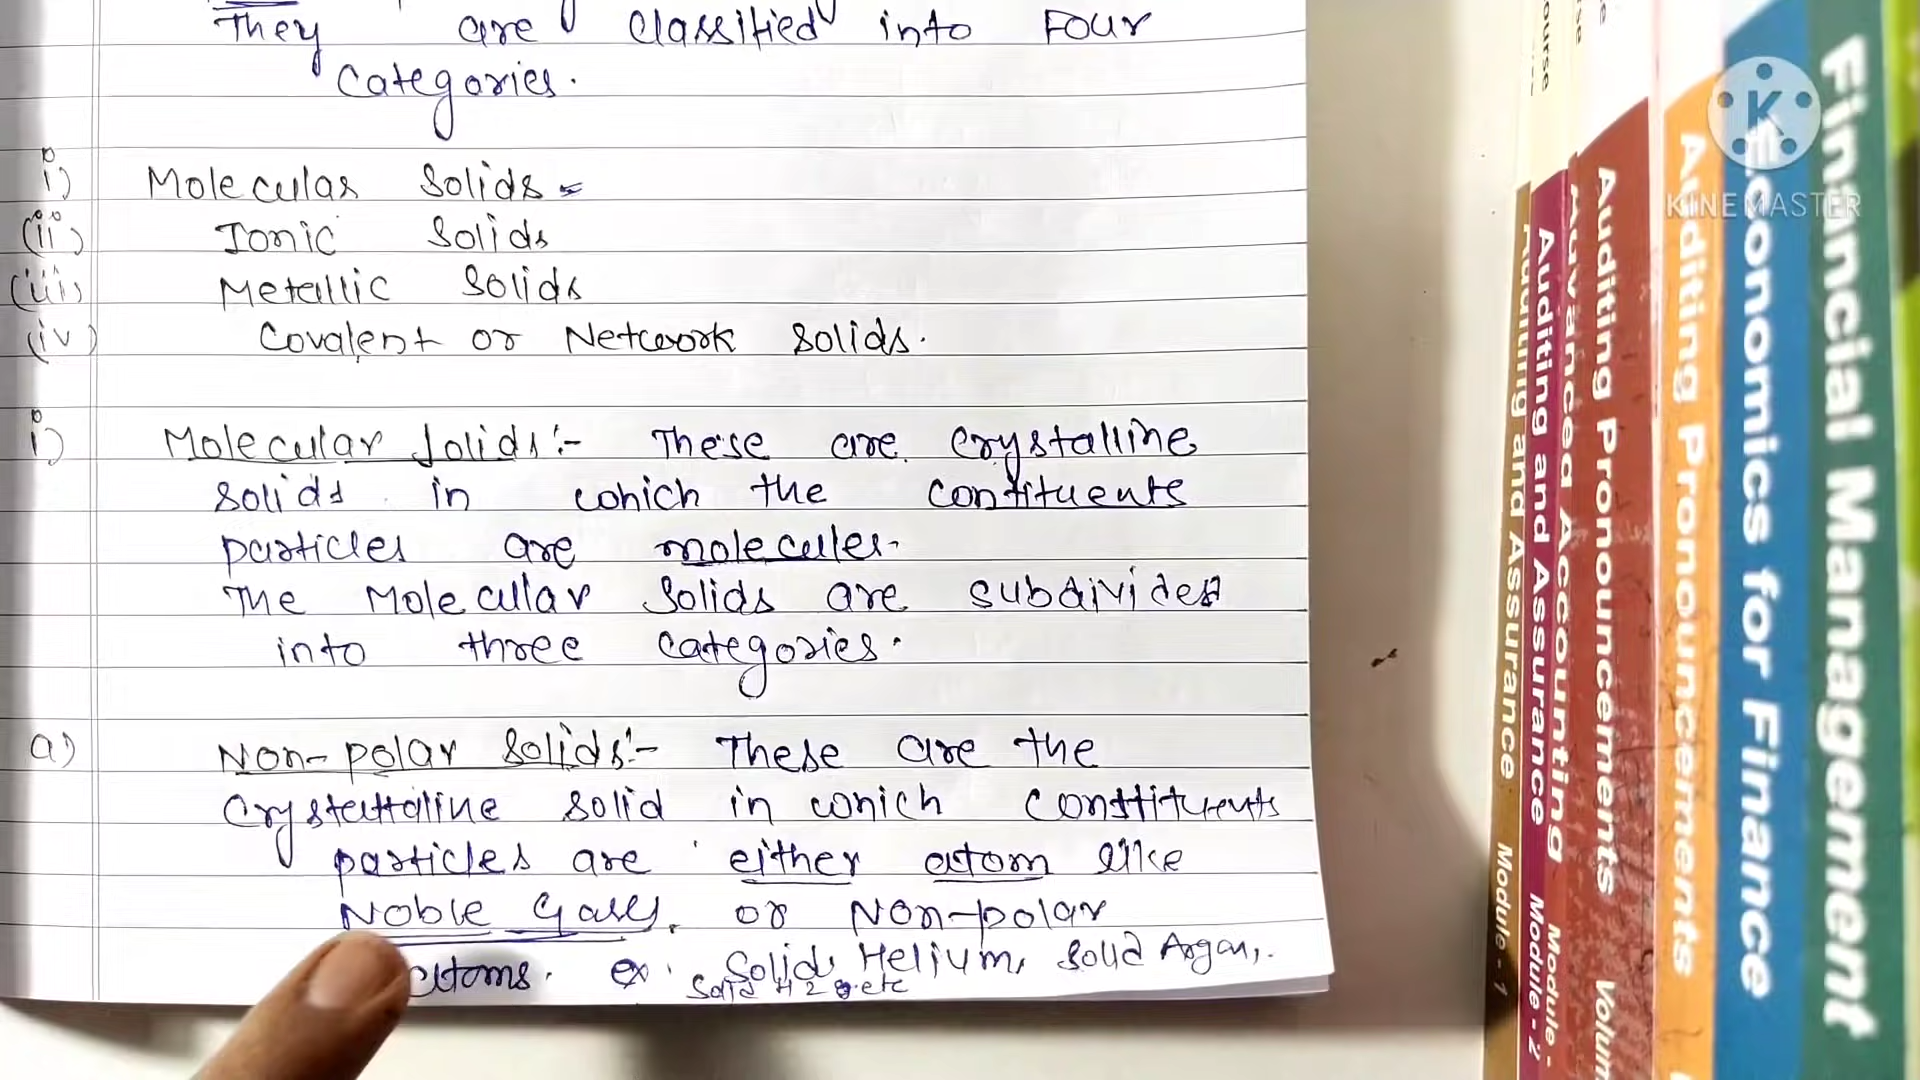 They are classified into Four
Categories.
i) Molecular Solids -
(ii) Ionic Solids
(iii) Metallic Solids
(iv) Covalent or Network Solids.
i) Molecular Solids :- These are crystalline
solids in which the constituents
particles are molecules.
The Molecular Solids are subdivided
into three categories.
a) Non-polar Solids :- These are the
Crystalline solid in which constituents
particles are either atom like
Noble Gases, or Non-polar
atoms. ex. Solid Helium, Solid Argan,.
Solid H2 etc
Financial Management
Economics for Finance
Auditing Pronouncements
Auditing Pronouncements Volum
Advanced Accounting Module -
Auditing and Assurance Module - 2
Auditing and Assurance Module - 1
ourse
K
KINEMASTER